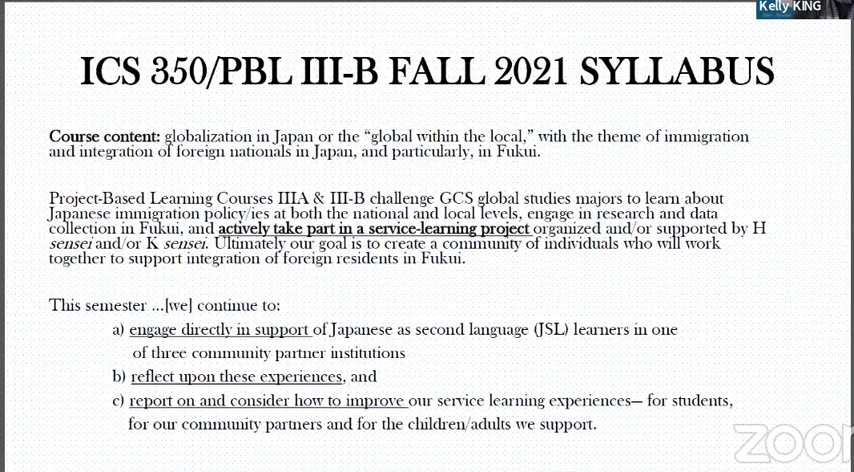 Kelly KING
ICS 350/PBL III-B FALL 2021 SYLLABUS
Course content: globalization in Japan or the “global within the local,” with the theme of immigration
and integration of foreign nationals in Japan, and particularly, in Fukui.
Project-Based Learning Courses IIIA & III-B challenge GCS global studies majors to learn about
Japanese immigration policy/ies at both the national and local levels, engage in research and data
collection in Fukui, and actively take part in a service-learning project organized and/or supported by H
sensei and/or K sensei. Ultimately our goal is to create a community of individuals who will work
together to support integration of foreign residents in Fukui.
This semester ...[we] continue to:
a) engage directly in support of Japanese as second language (JSL) learners in one
of three community partner institutions
b) reflect upon these experiences, and
c) report on and consider how to improve our service learning experiences— for students,
for our community partners and for the children/adults we support.
zoom